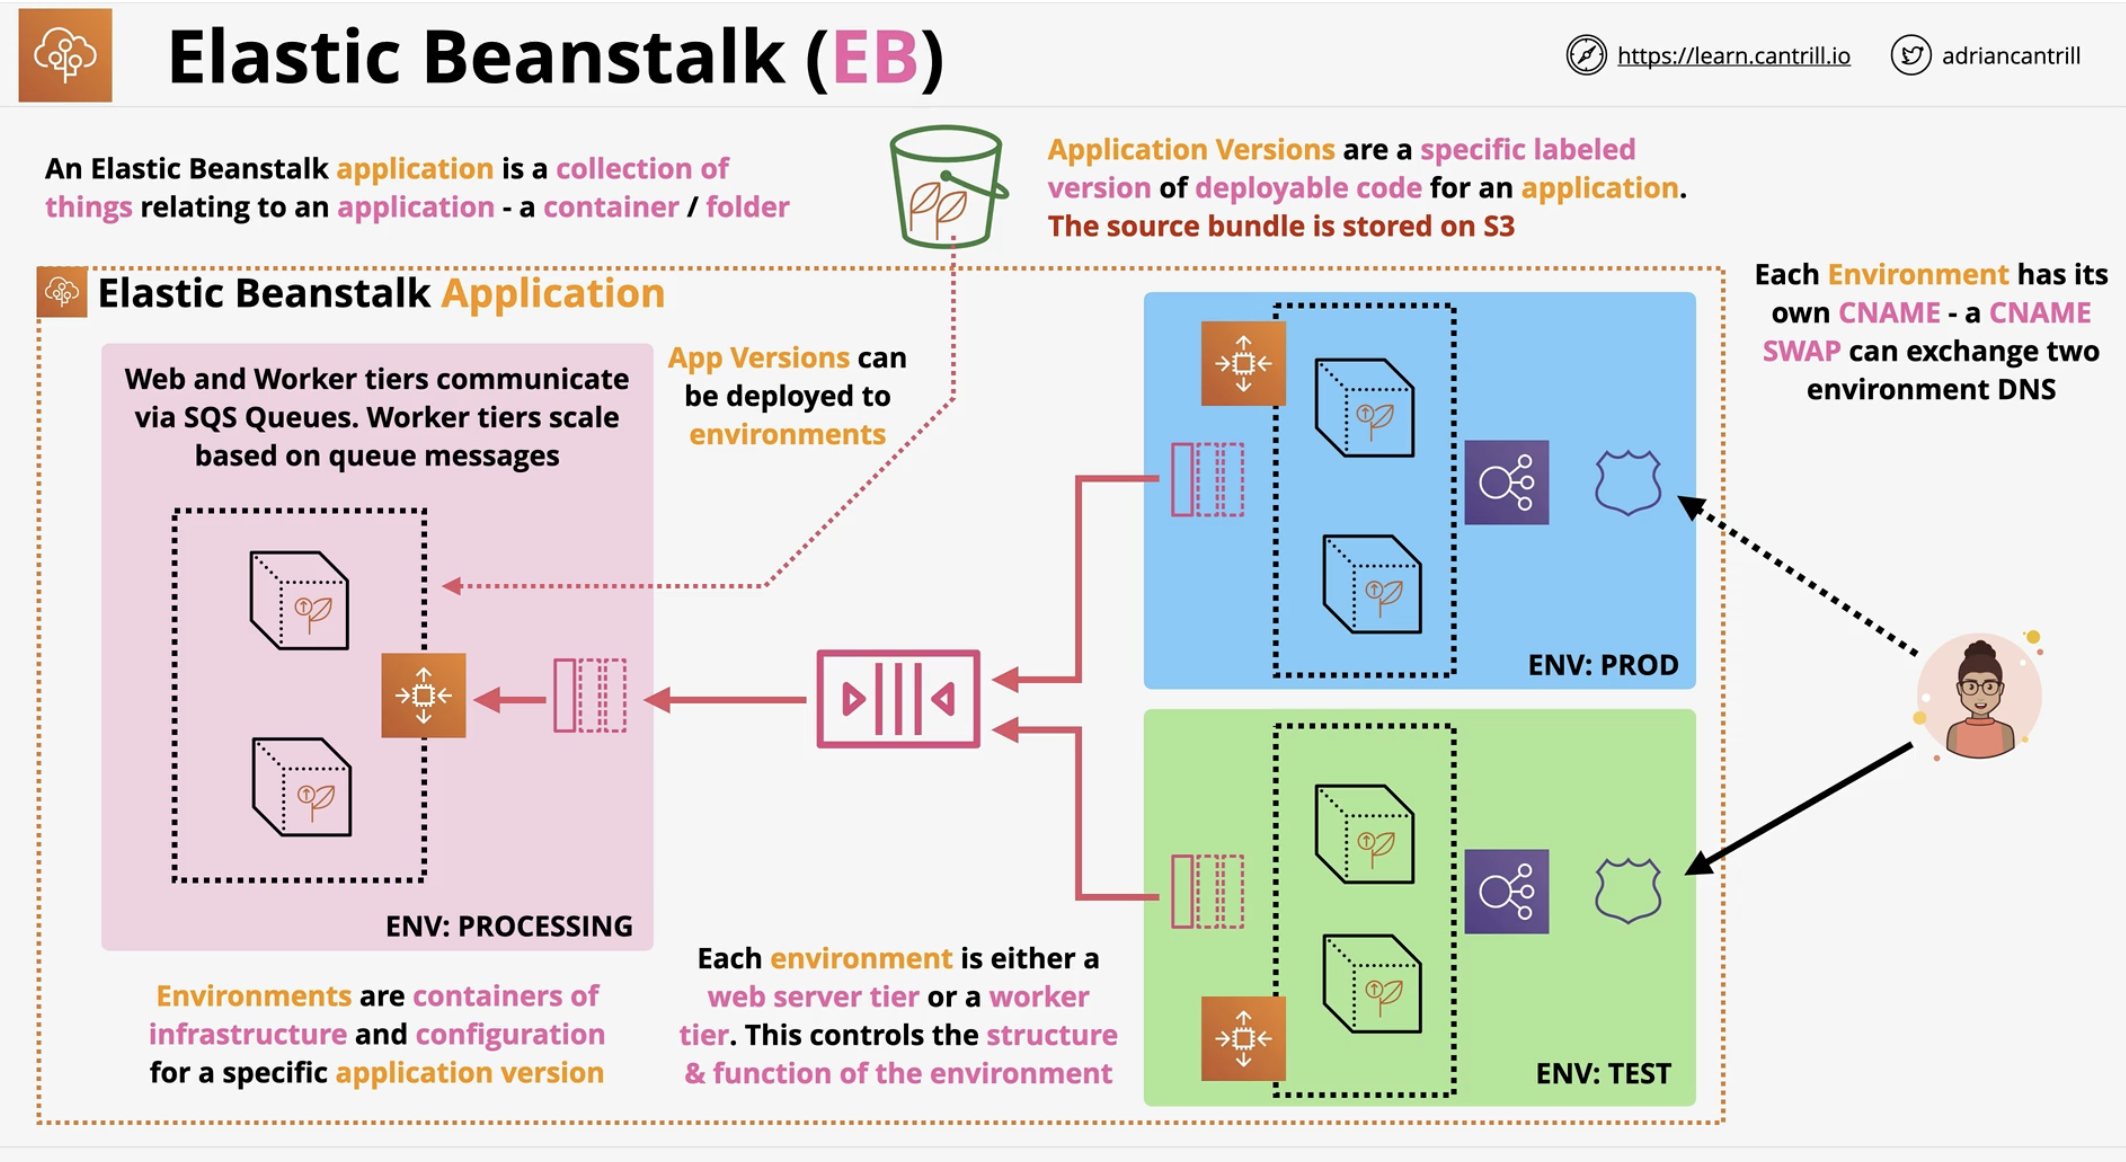 Elastic Beanstalk (EB)
https://learn.cantrill.io
adriancantrill
An Elastic Beanstalk application is a collection of
things relating to an application - a container / folder
Application Versions are a specific labeled
version of deployable code for an application.
The source bundle is stored on S3
Each Environment has its
own CNAME - a CNAME
SWAP can exchange two
environment DNS
Elastic Beanstalk Application
Web and Worker tiers communicate
via SQS Queues. Worker tiers scale
based on queue messages
App Versions can
be deployed to
environments
ENV: PROD
ENV: PROCESSING
Environments are containers of
infrastructure and configuration
for a specific application version
Each environment is either a
web server tier or a worker
tier. This controls the structure
& function of the environment
ENV: TEST